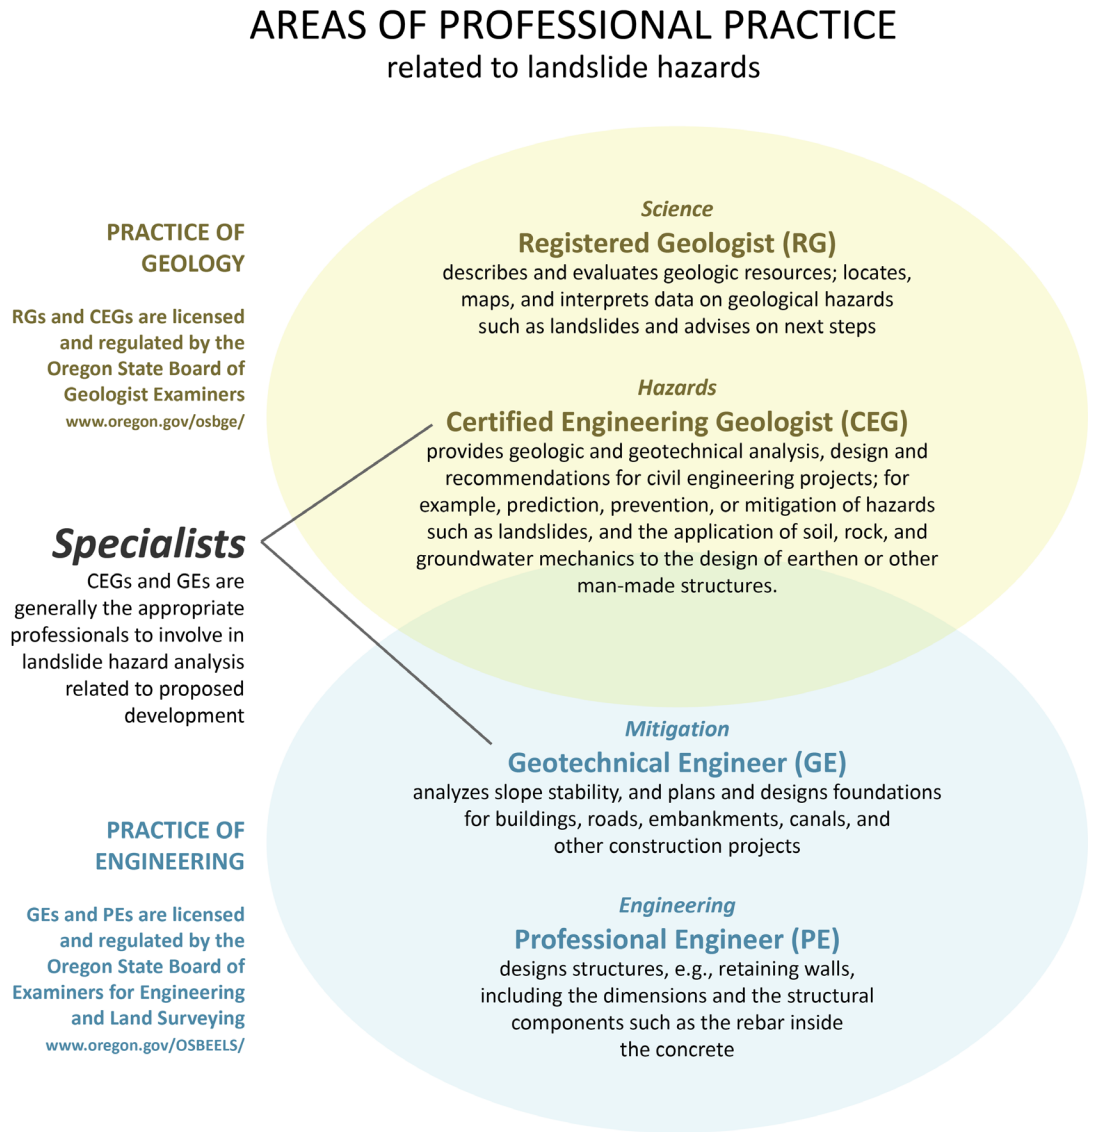 AREAS OF PROFESSIONAL PRACTICE
related to landslide hazards
PRACTICE OF
GEOLOGY
RGs and CEGs are licensed
and regulated by the
Oregon State Board of
Geologist Examiners
www.oregon.gov/osbge/
Science
Registered Geologist (RG)
describes and evaluates geologic resources; locates,
maps, and interprets data on geological hazards
such as landslides and advises on next steps
Hazards
Certified Engineering Geologist (CEG)
provides geologic and geotechnical analysis, design and
recommendations for civil engineering projects; for
example, prediction, prevention, or mitigation of hazards
such as landslides, and the application of soil, rock, and
groundwater mechanics to the design of earthen or other
man-made structures.
Specialists
CEGs and GEs are
generally the appropriate
professionals to involve in
landslide hazard analysis
related to proposed
development
Mitigation
Geotechnical Engineer (GE)
analyzes slope stability, and plans and designs foundations
for buildings, roads, embankments, canals, and
other construction projects
PRACTICE OF
ENGINEERING
GEs and PEs are licensed
and regulated by the
Oregon State Board of
Examiners for Engineering
and Land Surveying
www.oregon.gov/OSBEELS/
Engineering
Professional Engineer (PE)
designs structures, e.g., retaining walls,
including the dimensions and the structural
components such as the rebar inside
the concrete